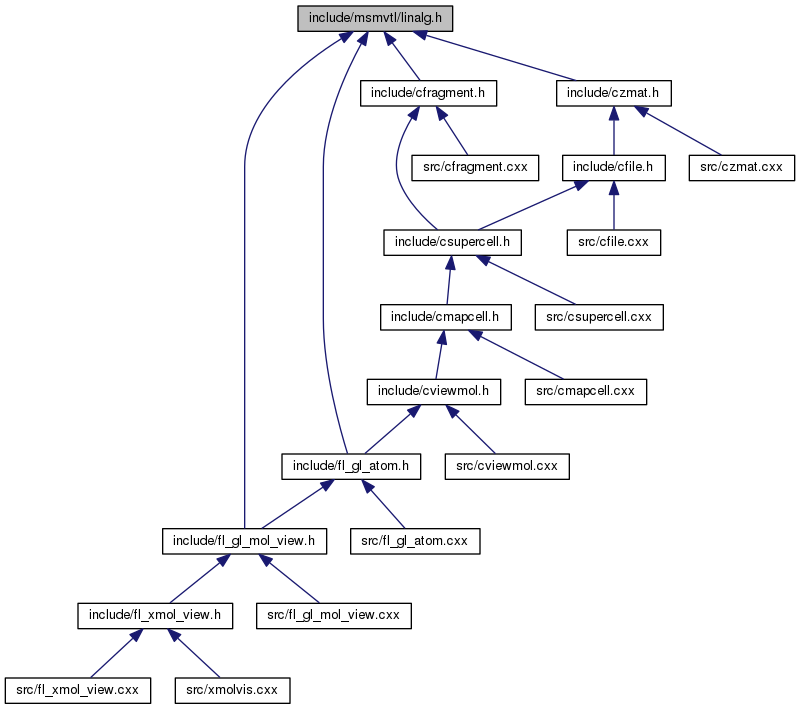 include/msmvtl/linalg.h
include/cfragment.h
include/czmat.h
src/cfragment.cxx
include/cfile.h
src/czmat.cxx
include/csupercell.h
src/cfile.cxx
include/cmapcell.h
src/csupercell.cxx
include/cviewmol.h
src/cmapcell.cxx
include/fl_gl_atom.h
src/cviewmol.cxx
include/fl_gl_mol_view.h
src/fl_gl_atom.cxx
include/fl_xmol_view.h
src/fl_gl_mol_view.cxx
src/fl_xmol_view.cxx
src/xmolvis.cxx